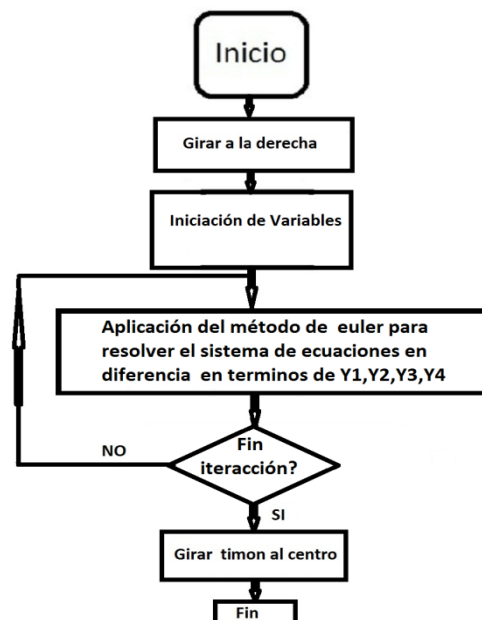 Inicio
Girar a la derecha
Iniciación de Variables
Aplicación del método de euler para
resolver el sistema de ecuaciones en
diferencia en terminos de Y1,Y2,Y3,Y4
Fin
iteracción?
NO
SI
Girar timon al centro
Fin